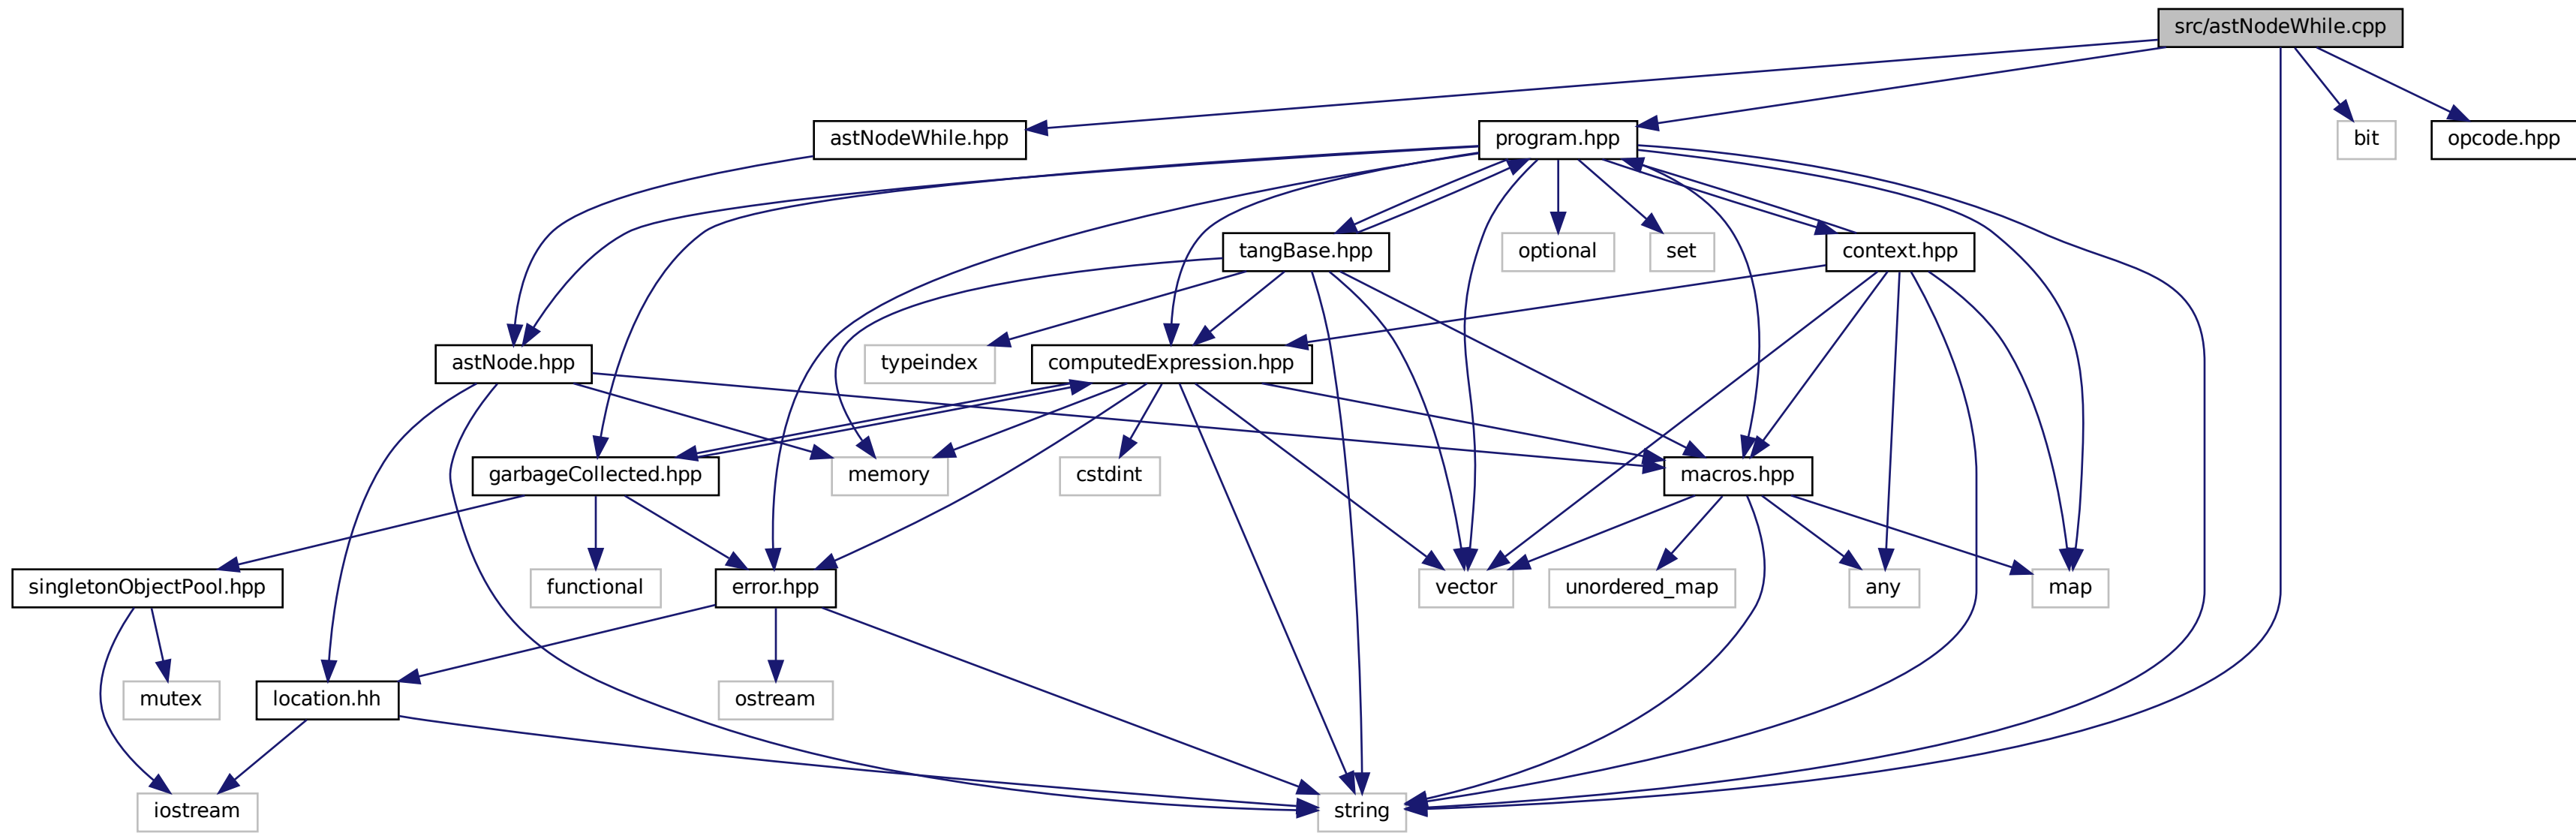 src/astNodeWhile.cpp
astNodeWhile.hpp
program.hpp
bit
opcode.hpp
tangBase.hpp
optional
set
context.hpp
astNode.hpp
typeindex
computedExpression.hpp
garbageCollected.hpp
memory
cstdint
macros.hpp
singletonObjectPool.hpp
functional
error.hpp
vector
unordered_map
any
map
mutex
location.hh
ostream
iostream
string